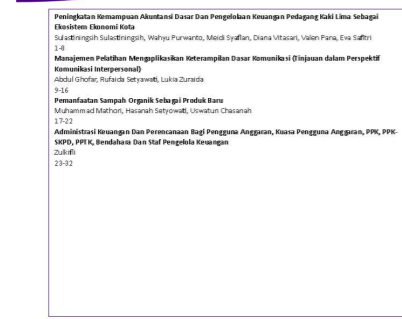 Peningkatan Kemampuan Akuntansi Dasar Dan Pengelolaan Keuangan Pedagang Kaki Lima Sebagai
Ekosistem Ekonomi Kota
Sulastiningsih Sulastiningsih, Wahyu Purwanto, Meidi Syaflan, Diana Vitasari, Valen Pana, Eva Safitri
1-8
Manajemen Pelatihan Mengaplikasikan Keterampilan Dasar Komunikasi (Tinjauan dalam Perspektif
Komunikasi Interpersonal)
Abdul Ghofar, Rufaida Setyawati, Lukia Zuraida
9-16
Pemanfaatan Sampah Organik Sebagai Produk Baru
Muhammad Mathori, Hasanah Setyowati, Uswatun Chasanah
17-22
Administrasi Keuangan Dan Perencanaan Bagi Pengguna Anggaran, Kuasa Pengguna Anggaran, PPK, PPK-
SKPD, PPTK, Bendahara Dan Staf Pengelola Keuangan
Zulkifli
23-32